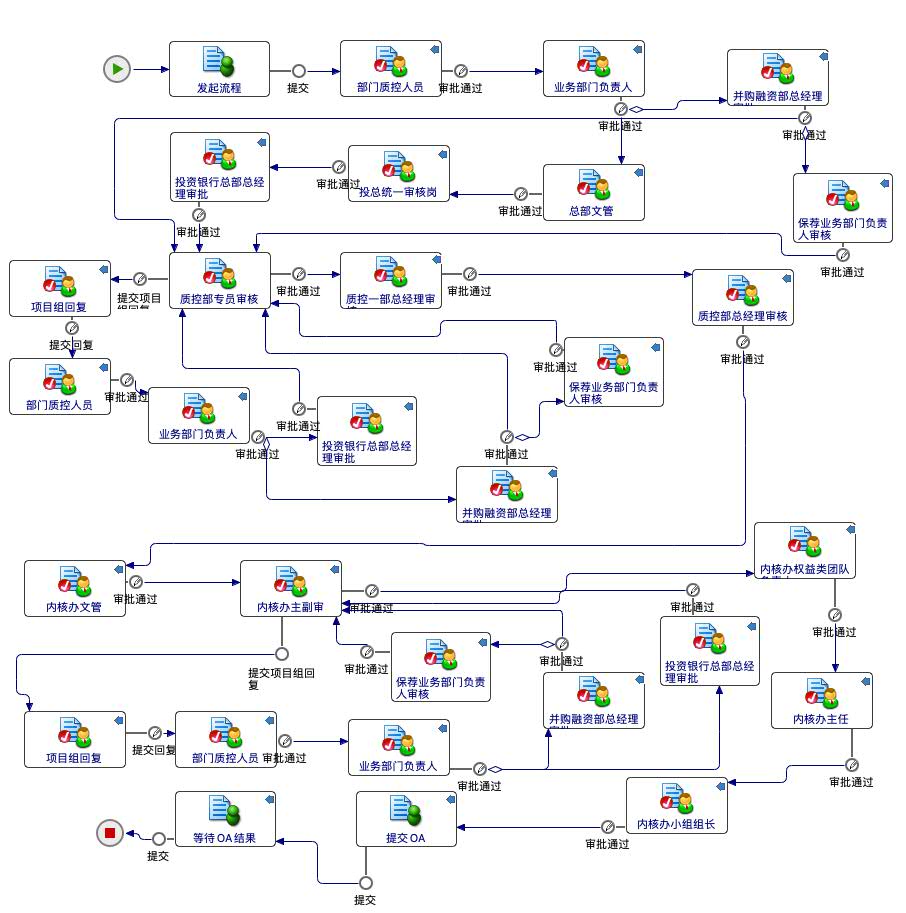 发起流程
提交
部门质控人员
审批通过
业务部门负责人
审批通过
并购融资部总经理
审批通过
投资银行总部总经
理审批
审批通过
投总统一审核岗
审批通过
总部文管
审批通过
保荐业务部门负责
人审核
审批通过
项目组回复
提交项目
组回复
质控部专员审核
审批通过
质控一部总经理审
审批通过
质控部总经理审核
审批通过
提交回复
部门质控人员
审批通过
业务部门负责人
审批通过
投资银行总部总经
理审批
审批通过
保荐业务部门负责
人审核
审批通过
审批通过
并购融资部总经理
内核办文管
审批通过
内核办主副审
审批通过
内核办权益类团队
审批通过
审批通过
提交项目组回
复
审批通过
保荐业务部门负责
人审核
审批通过
并购融资部总经理
投资银行总部总经
理审批
内核办主任
审批通过
项目组回复
提交回复
部门质控人员
审批通过
业务部门负责人
审批通过
内核办小组组长
审批通过
提交OA
提交
等待OA结果
提交